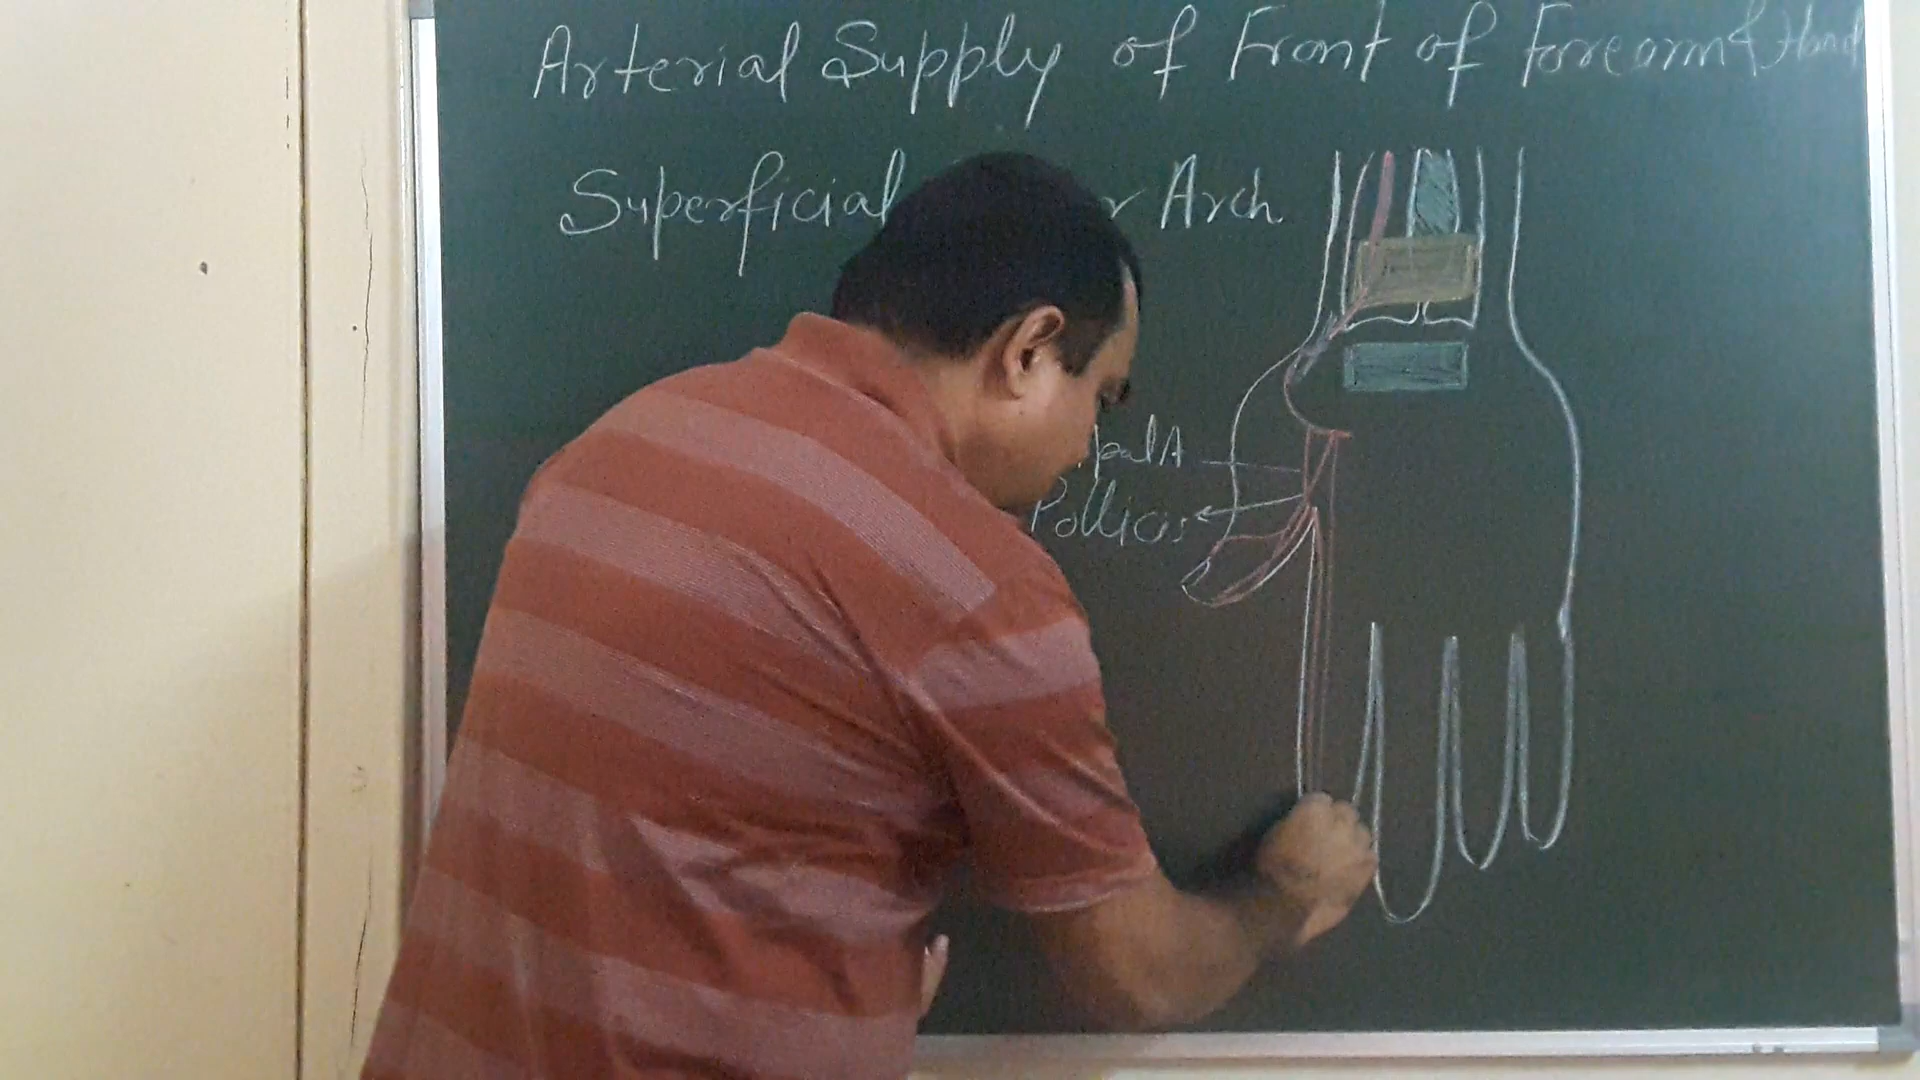 Arterial Supply of Front of Forearm & Hand
Superficial Arch
Pollicis